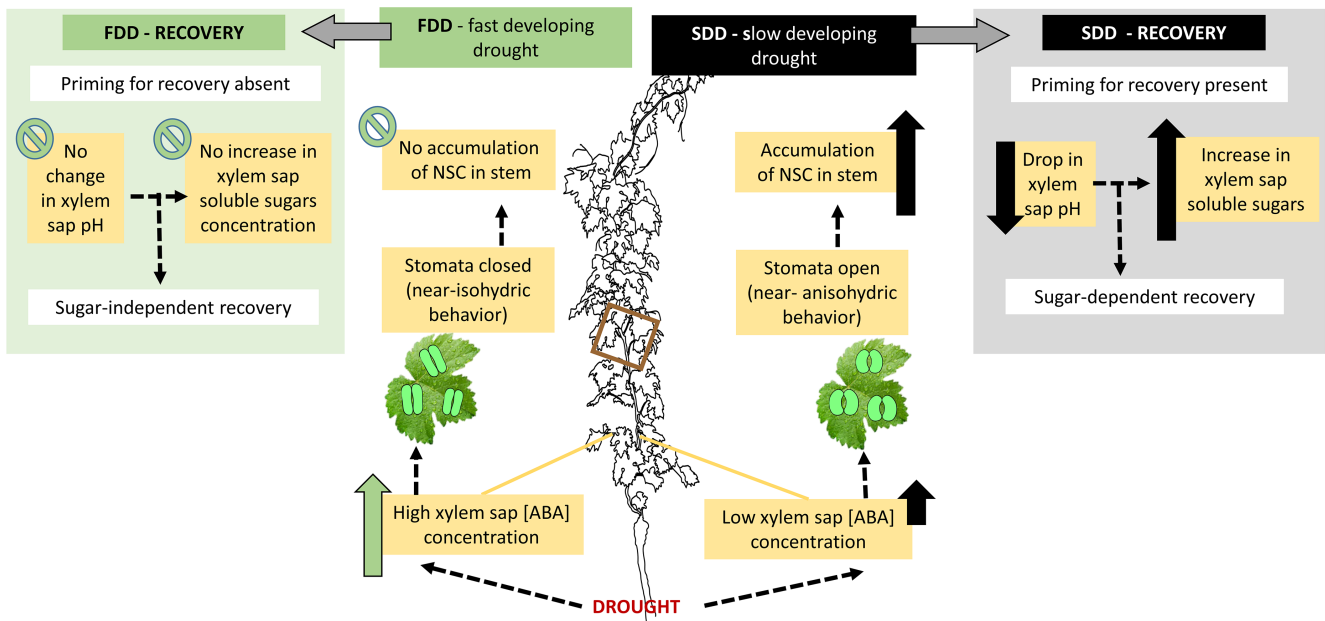 FDD - RECOVERY
Priming for recovery absent
No
change
in xylem
sap pH
No increase in
xylem sap
soluble sugars
concentration
Sugar-independent recovery
FDD - fast developing
drought
No accumulation
of NSC in stem
Stomata closed
(near-isohydric
behavior)
High xylem sap [ABA]
concentration
SDD - slow developing
drought
Accumulation
of NSC in stem
Stomata open
(near- anisohydric
behavior)
Low xylem sap [ABA]
concentration
DROUGHT
SDD - RECOVERY
Priming for recovery present
Drop in
xylem
sap pH
Increase in
xylem sap
soluble sugars
Sugar-dependent recovery